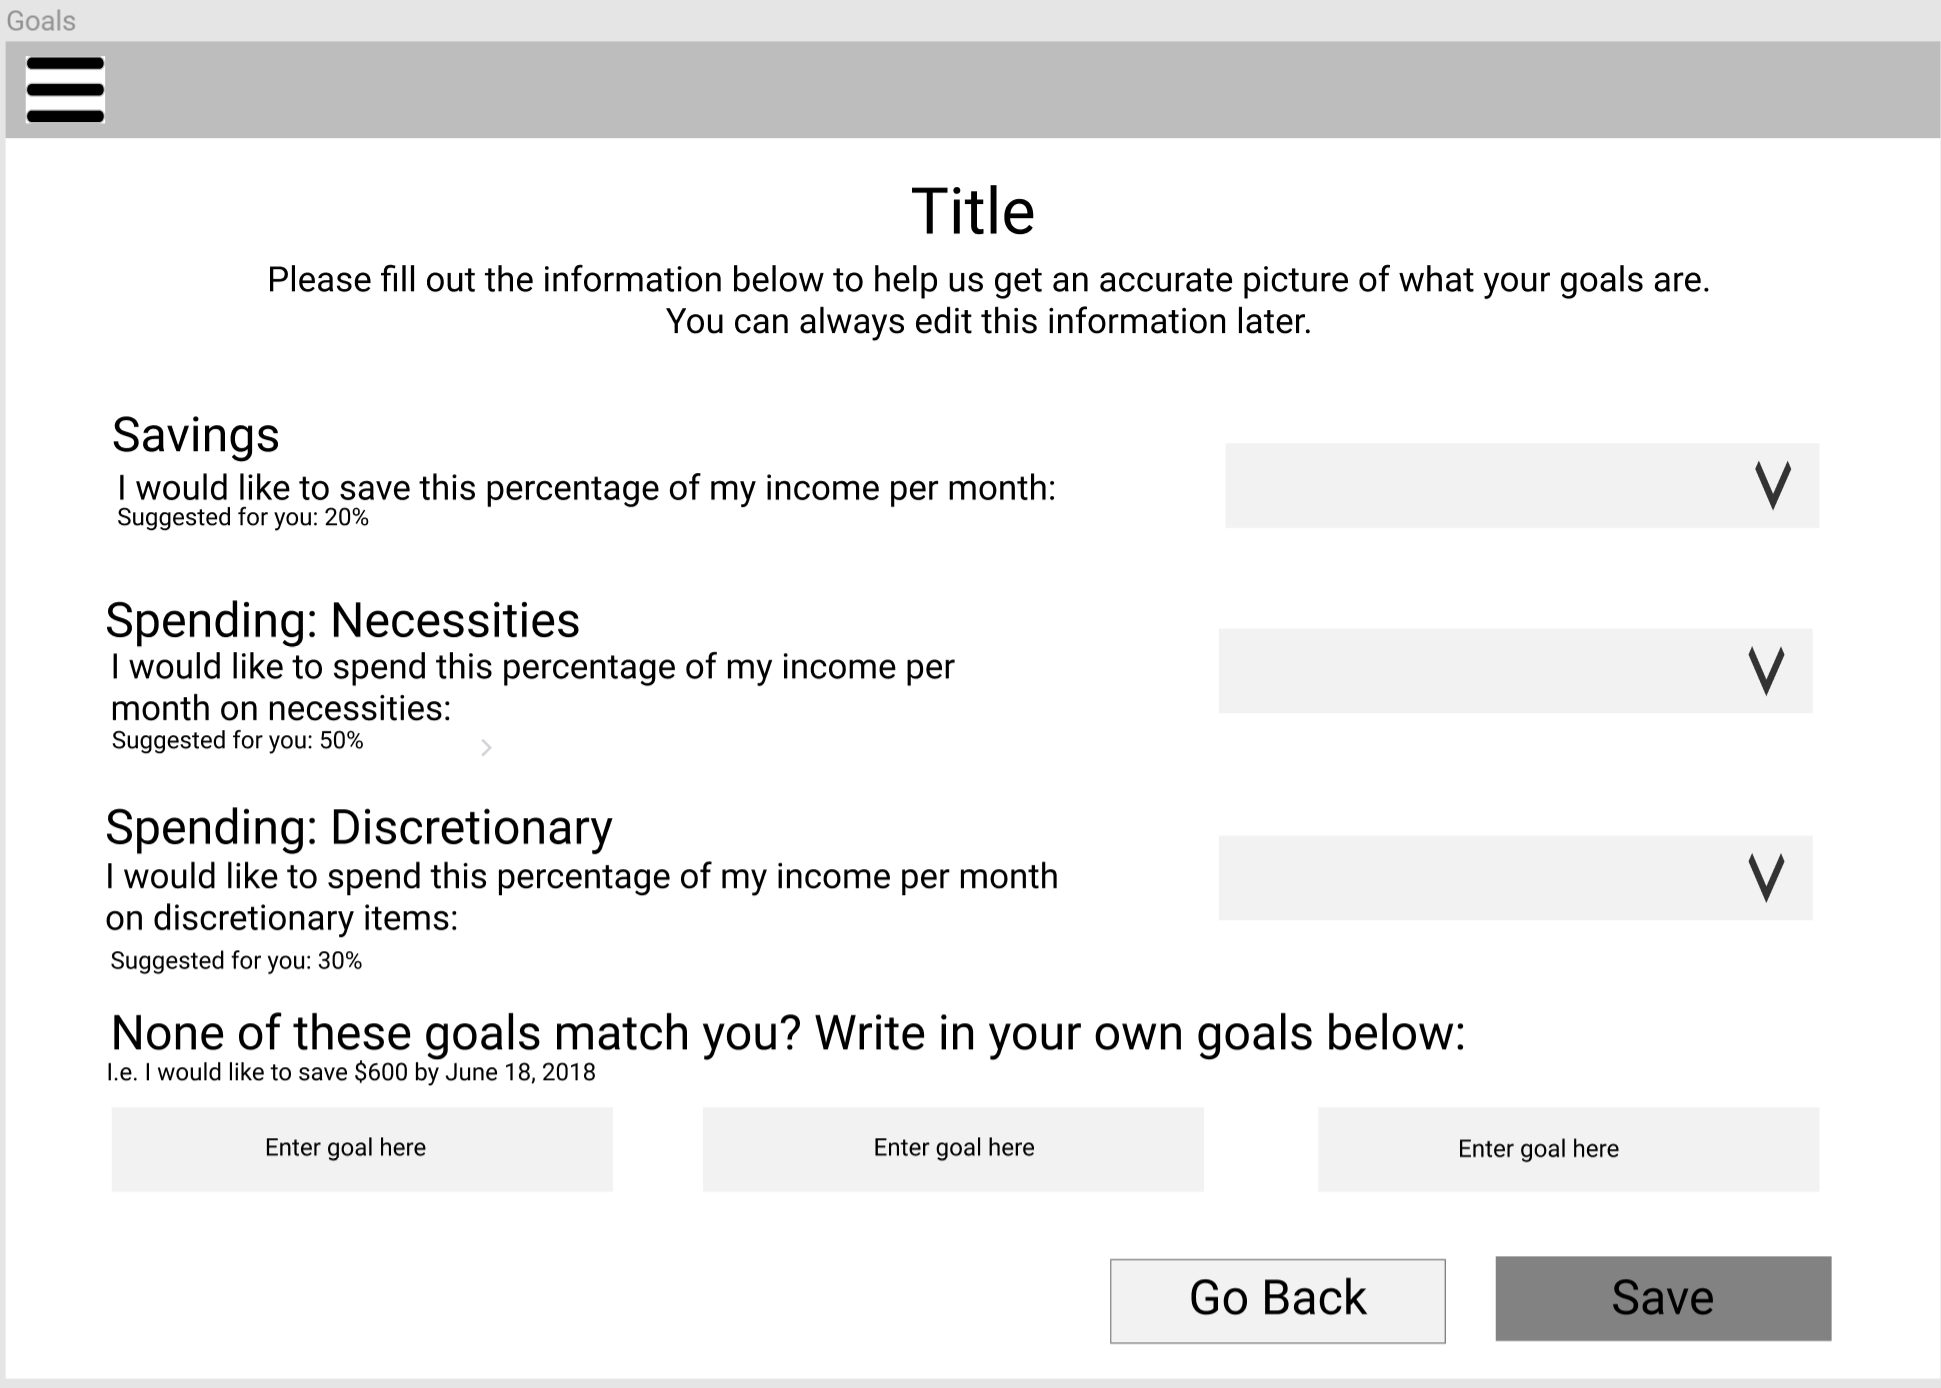 Goals
Title
Please fill out the information below to help us get an accurate picture of what your goals are.
You can always edit this information later.
Savings
I would like to save this percentage of my income per month:
Suggested for you: 20%
Spending: Necessities
I would like to spend this percentage of my income per
month on necessities:
Suggested for you: 50%
Spending: Discretionary
I would like to spend this percentage of my income per month
on discretionary items:
Suggested for you: 30%
None of these goals match you? Write in your own goals below:
I.e. I would like to save $600 by June 18, 2018
Enter goal here
Enter goal here
Enter goal here
Go Back
Save